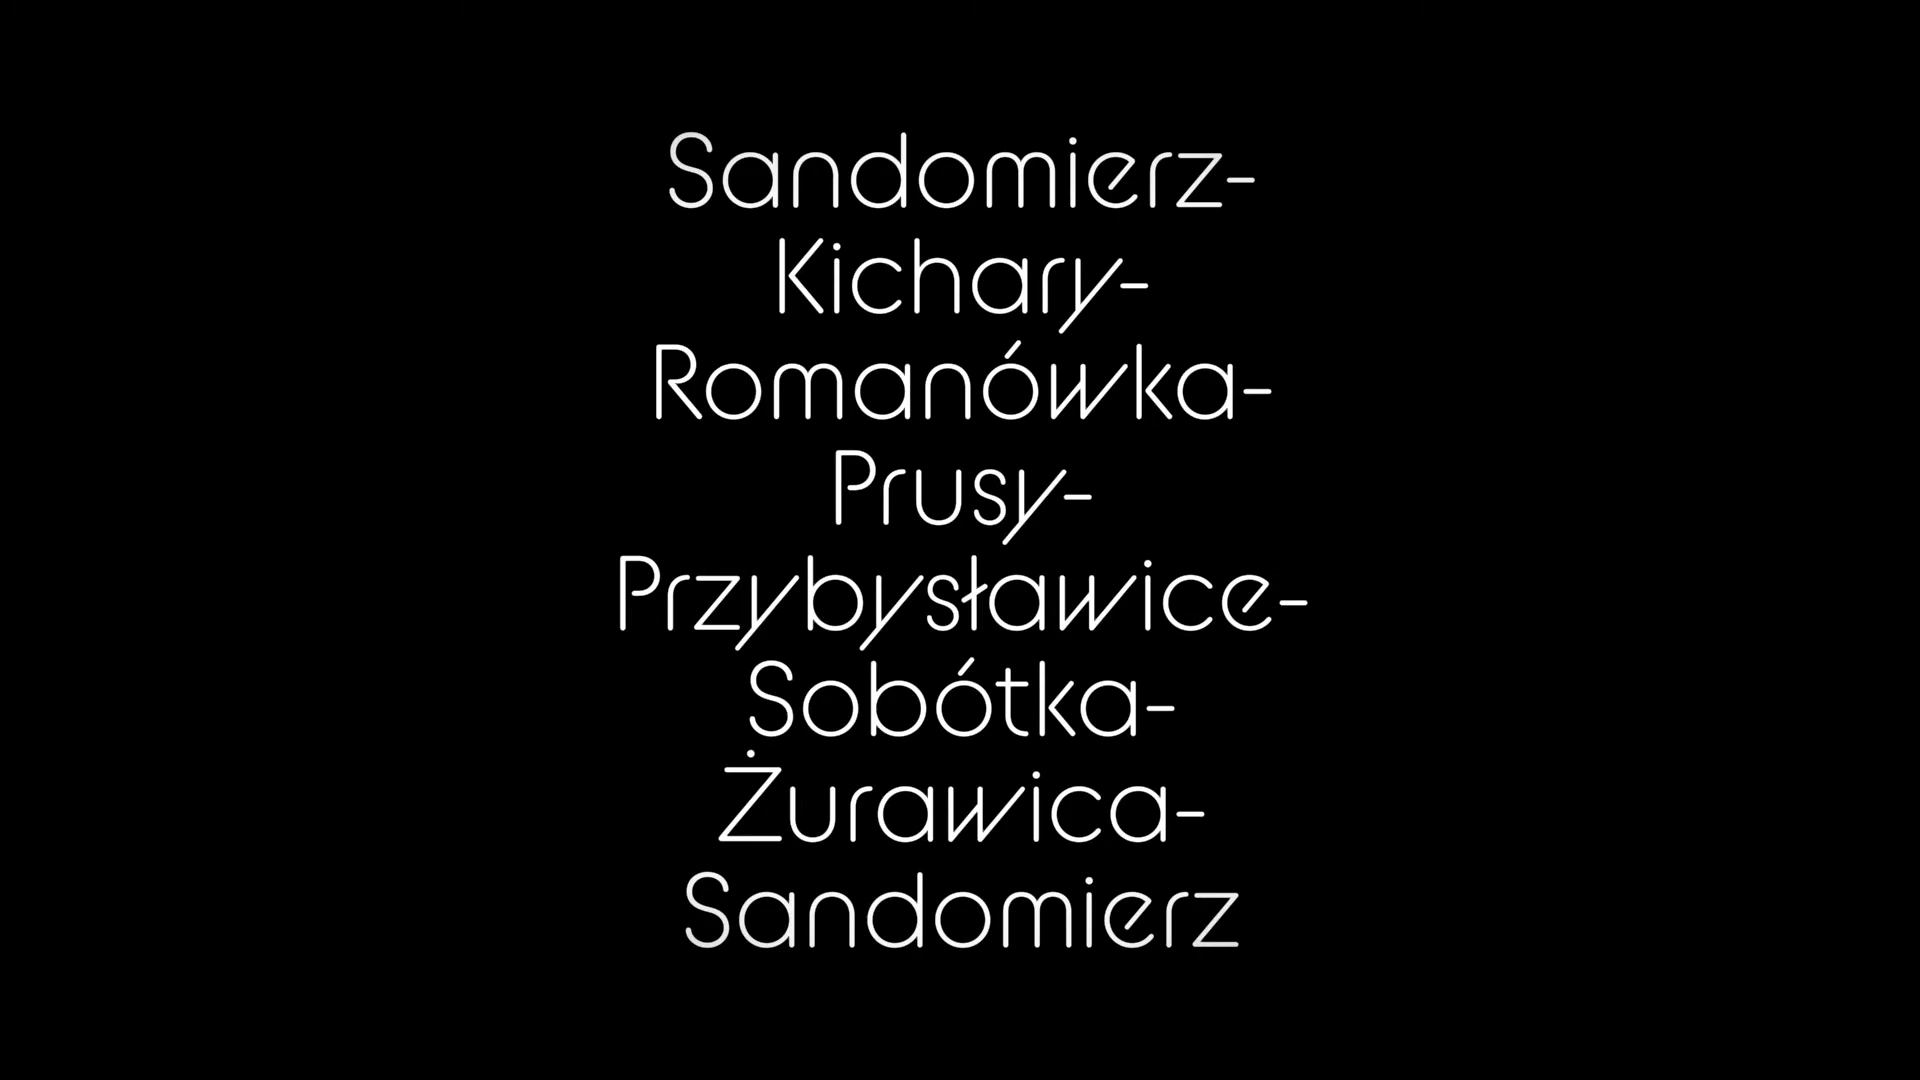 Sandomierz-
Kichary-
Romanówka-
Prusy-
Przybysławice-
Sobótka-
Żurawica-
Sandomierz